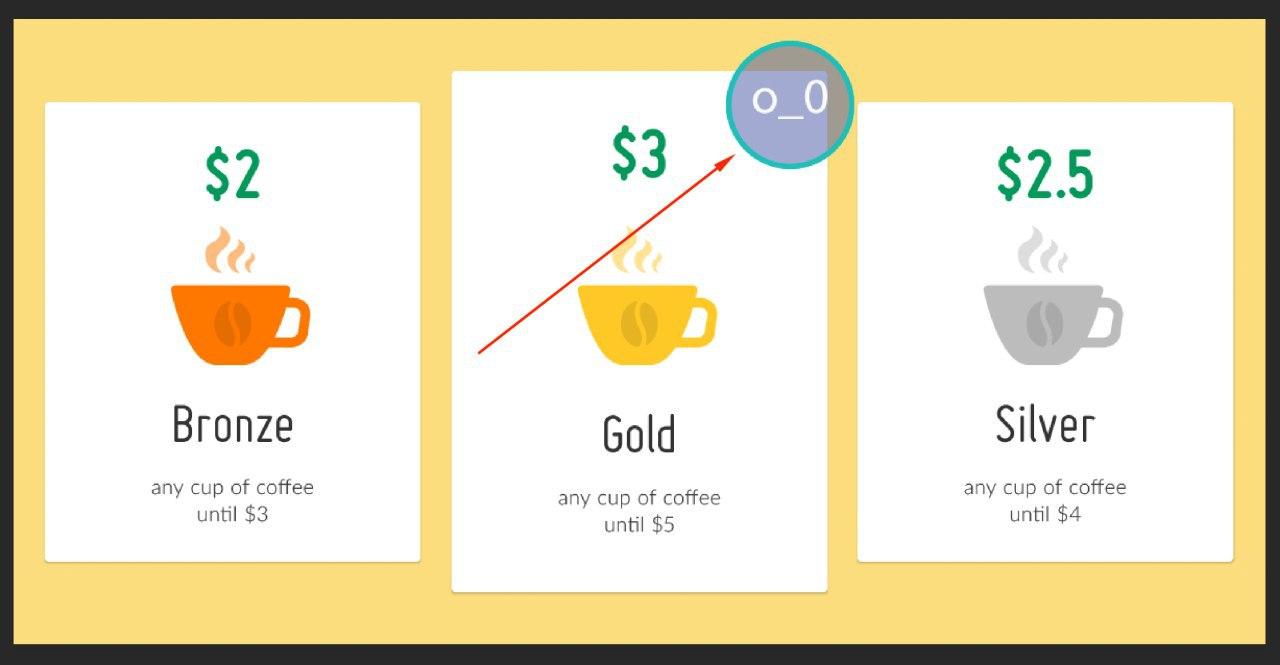 $2
Bronze
any cup of coffee
until $3
o_0
$3
Gold
any cup of coffee
until $5
$2.5
Silver
any cup of coffee
until $4